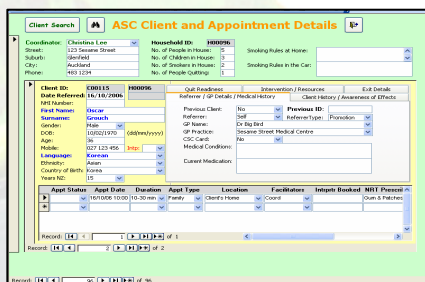 Client Search ASC Client and Appointment Details
Coordinator: Christina Lee Household ID: H00096
Street: 123 Sesame Street No. of People in House: 5 Smoking Rules at Home:
Suburb: Glenfield No. of Children in House: 3
City: Auckland No. of Smokers in House: 2 Smoking Rules in the Car:
Phone: 483 1234 No. of People Quitting: 1
Client ID: C00115 H00096
Date Referred: 16/10/2006
NHI Number:
First Name: Oscar
Surname: Grouch
Gender: Male
DOB: 10/02/1970 (dd/mm/yyyy)
Age: 36
Mobile: 027 123 456 Intp:
Language: Korean
Ethnicity: Asian
Country of Birth: Korea
Years NZ: 15
Quit Readiness Intervention / Resources Exit Details
Referrer / GP Details / Medical History Client History / Awareness of Effects
Previous Client: No Previous ID:
Referrer: Self ReferrerType: Promotion
GP Name: Dr Big Bird
GP Practice: Sesame Street Medical Centre
CSC Card: No
Medical Conditions:
Current Medication:
Appt Status Appt Date Duration Appt Type Location Facilitators Intprtr Booked NRT Present
16/10/06 10:00 10-30 min Family Client's Home Coord Gum & Patches
Record: 1 of 1
Record: 2 of 2
Record: 96 of 96